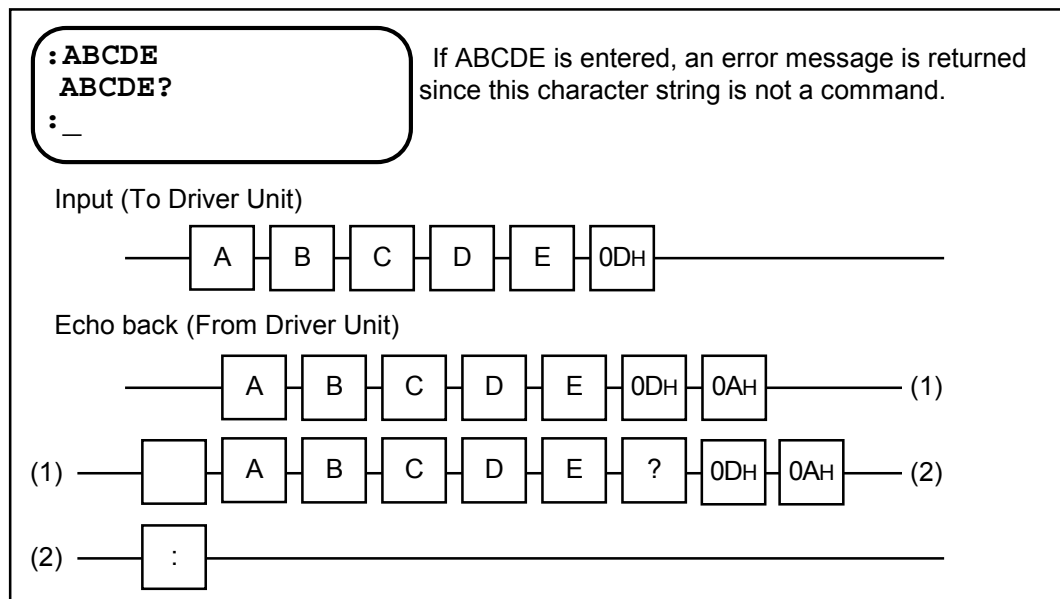 :ABCDE
ABCDE?
:_
If ABCDE is entered, an error message is returned
since this character string is not a command.
Input (To Driver Unit)
A B C D E 0DH
Echo back (From Driver Unit)
A B C D E 0DH 0AH (1)
(1) A B C D E ? 0DH 0AH (2)
(2) :